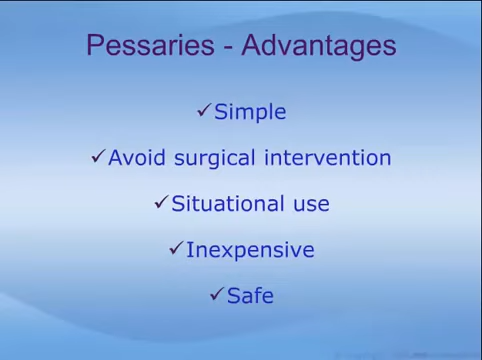 Pessaries - Advantages
✓Simple
✓Avoid surgical intervention
✓Situational use
✓Inexpensive
✓Safe